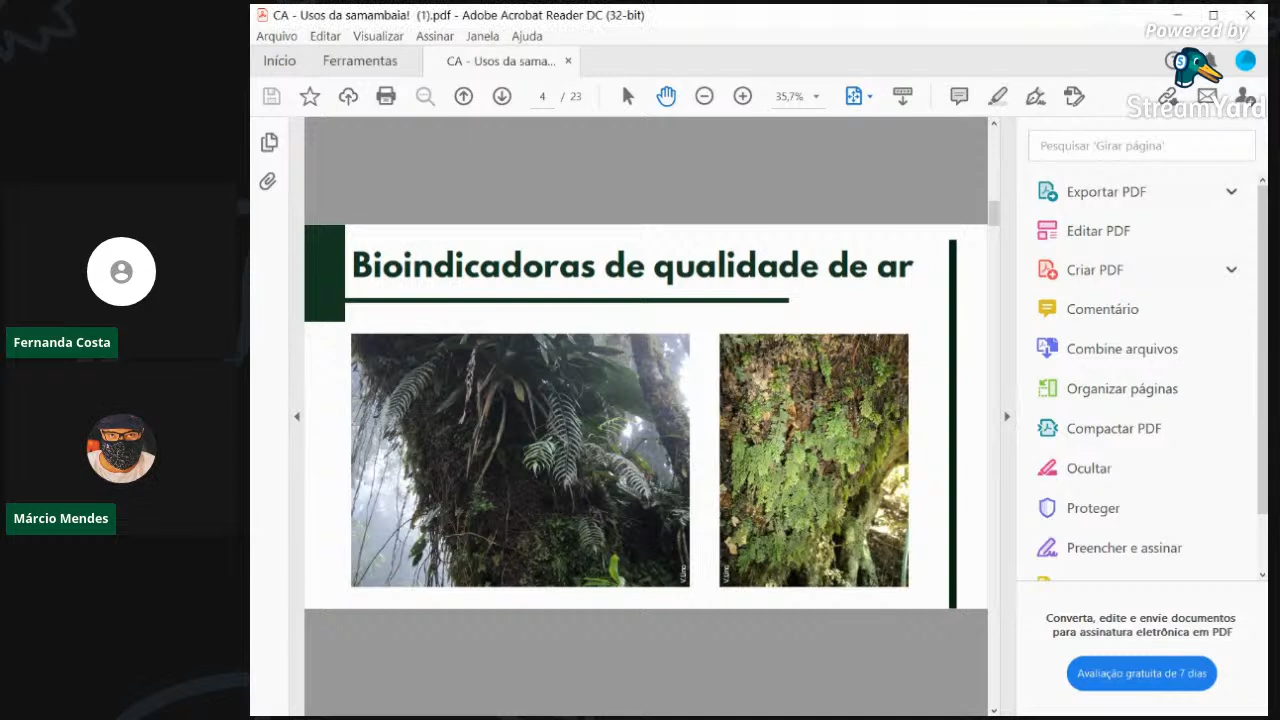 CA - Usos da samambaia! (1).pdf - Adobe Acrobat Reader DC (32-bit)
Powered by
StreamYard
Arquivo Editar Visualizar Assinar Janela Ajuda
Início Ferramentas CA - Usos da sama... ×
4 / 23 35,7%
Pesquisar 'Girar página'
Exportar PDF
Editar PDF
Criar PDF
Comentário
Combine arquivos
Organizar páginas
Compactar PDF
Ocultar
Proteger
Preencher e assinar
Converta, edite e envie documentos
para assinatura eletrônica em PDF
Avaliação gratuita de 7 dias
Bioindicadoras de qualidade de ar
V.Lino
V.Lino
Fernanda Costa
Márcio Mendes